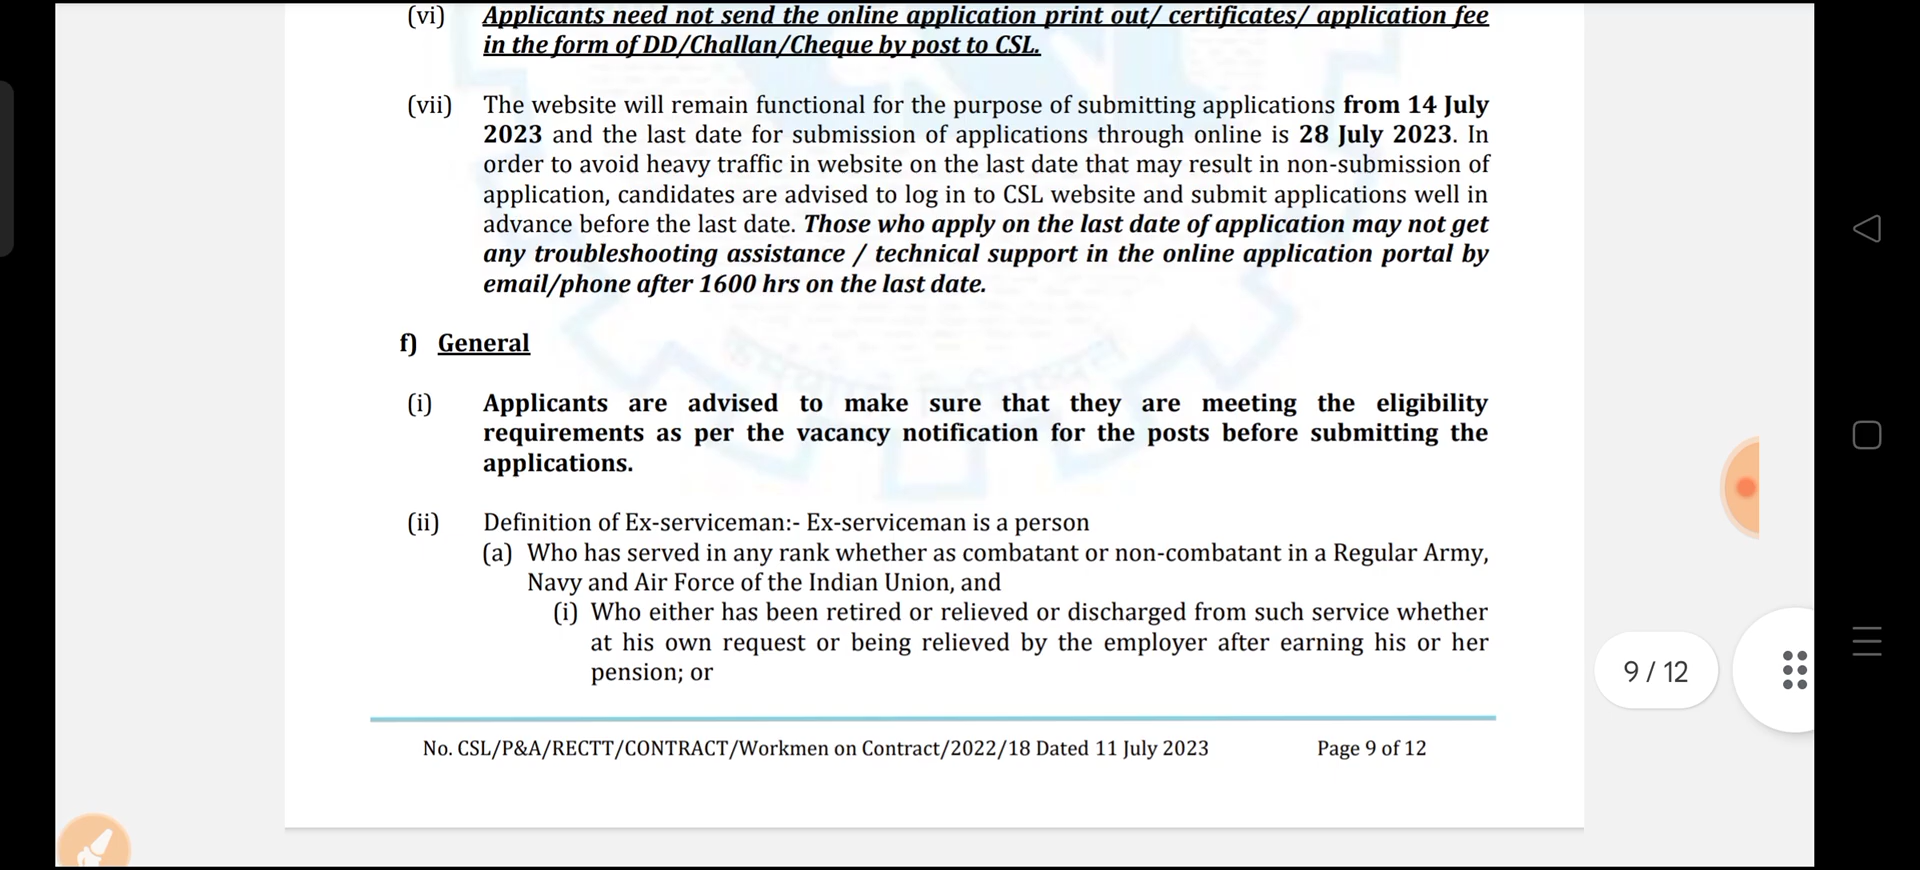 (vi) Applicants need not send the online application print out/ certificates/ application fee
in the form of DD/Challan/Cheque by post to CSL.
(vii) The website will remain functional for the purpose of submitting applications from 14 July
2023 and the last date for submission of applications through online is 28 July 2023. In
order to avoid heavy traffic in website on the last date that may result in non-submission of
application, candidates are advised to log in to CSL website and submit applications well in
advance before the last date. Those who apply on the last date of application may not get
any troubleshooting assistance / technical support in the online application portal by
email/phone after 1600 hrs on the last date.
f) General
(i) Applicants are advised to make sure that they are meeting the eligibility
requirements as per the vacancy notification for the posts before submitting the
applications.
(ii) Definition of Ex-serviceman:- Ex-serviceman is a person
(a) Who has served in any rank whether as combatant or non-combatant in a Regular Army,
Navy and Air Force of the Indian Union, and
(i) Who either has been retired or relieved or discharged from such service whether
at his own request or being relieved by the employer after earning his or her
pension; or
9 / 12
No. CSL/P&A/RECTT/CONTRACT/Workmen on Contract/2022/18 Dated 11 July 2023 Page 9 of 12